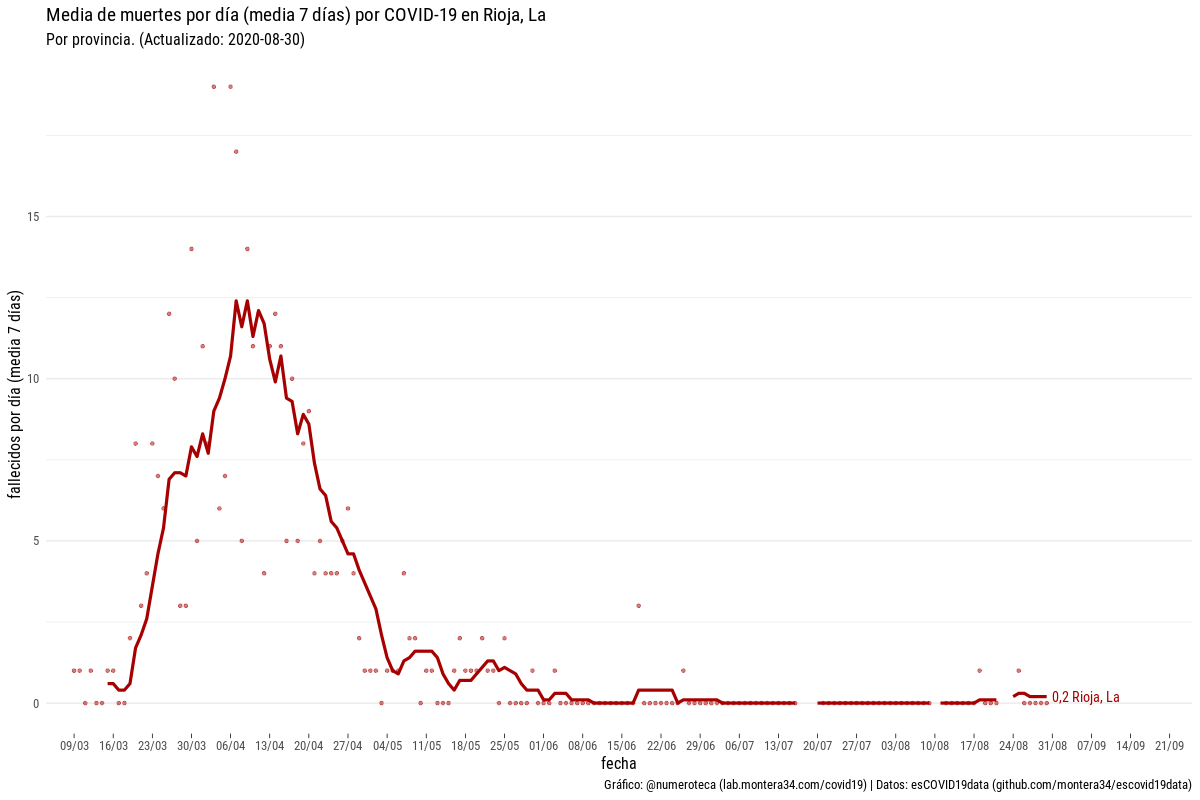 Media de muertes por día (media 7 días) por COVID-19 en Rioja, La
Por provincia. (Actualizado: 2020-08-30)
fallecidos por día (media 7 días)
15
10
5
0
0,2 Rioja, La
09/03 16/03 23/03 30/03 06/04 13/04 20/04 27/04 04/05 11/05 18/05 25/05 01/06 08/06 15/06 22/06 29/06 06/07 13/07 20/07 27/07 03/08 10/08 17/08 24/08 31/08 07/09 14/09 21/09
fecha
Gráfico: @numeroteca (lab.montera34.com/covid19) | Datos: esCOVID19data (github.com/montera34/escovid19data)